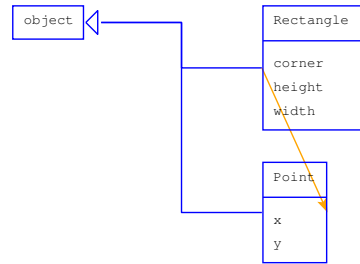 object
Rectangle
corner
height
width
Point
x
y